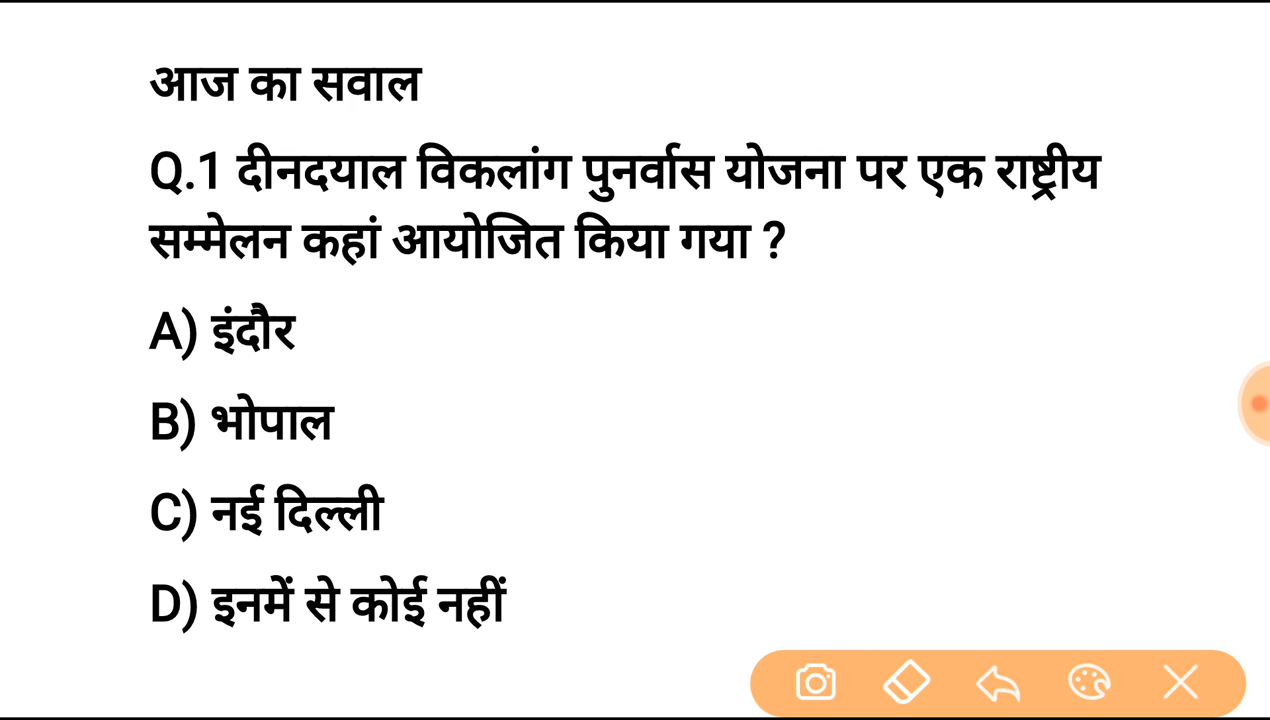 आज का सवाल
Q.1 दीनदयाल विकलांग पुनर्वास योजना पर एक राष्ट्रीय
सम्मेलन कहां आयोजित किया गया ?
A) इंदौर
B) भोपाल
C) नई दिल्ली
D) इनमें से कोई नहीं